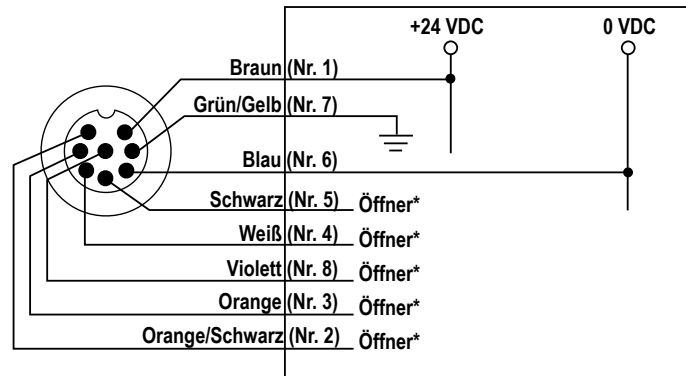 +24 VDC 0 VDC
Braun (Nr. 1)
Grün/Gelb (Nr. 7)
Blau (Nr. 6)
Schwarz (Nr. 5) Öffner*
Weiß (Nr. 4) Öffner*
Violett (Nr. 8) Öffner*
Orange (Nr. 3) Öffner*
Orange/Schwarz (Nr. 2) Öffner*